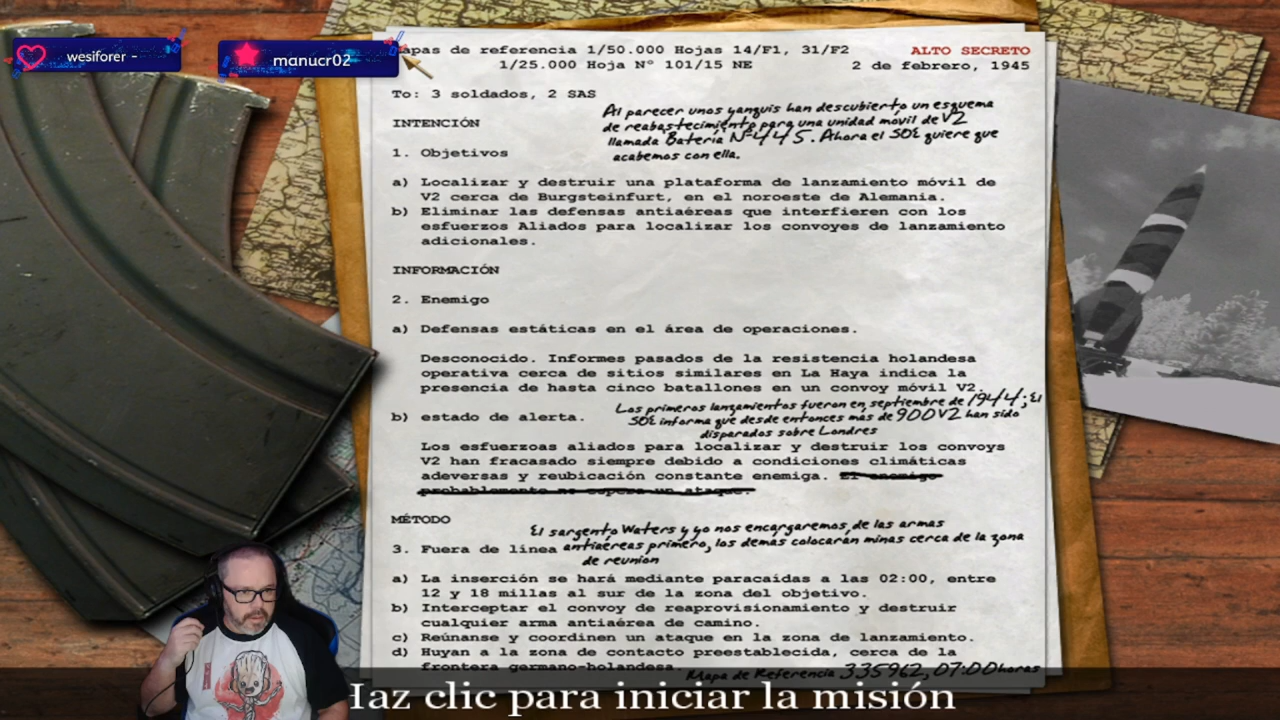 wesiforer -
manucr02
apas de referencia 1/50.000 Hojas 14/F1, 31/F2
ALTO SECRETO
1/25.000 Hoja Nº 101/15 NE
2 de febrero, 1945
To: 3 soldados, 2 SAS
Al parecer unos yanquis han descubierto un esquema
de reabastecimiento para una unidad móvil de V2
llamada Batería Nº445. Ahora el SOE quiere que
acabemos con ella.
INTENCIÓN
1. Objetivos
a) Localizar y destruir una plataforma de lanzamiento móvil de
V2 cerca de Burgsteinfurt, en el noroeste de Alemania.
b) Eliminar las defensas antiaéreas que interfieren con los
esfuerzos Aliados para localizar los convoyes de lanzamiento
adicionales.
INFORMACIÓN
2. Enemigo
a) Defensas estáticas en el área de operaciones.
Desconocido. Informes pasados de la resistencia holandesa
operativa cerca de sitios similares en La Haya indica la
presencia de hasta cinco batallones en un convoy móvil V2.
Los primeros lanzamientos fueron en septiembre de 1944; El
SOE informa que desde entonces más de 900 V2 han sido
disparados sobre Londres
b) estado de alerta.
Los esfuerzoas aliados para localizar y destruir los convoys
V2 han fracasado siempre debido a condiciones climáticas
adeversas y reubicación constante enemiga. El enemigo
probablemente no espera un ataque.
MÉTODO
El sargento Waters y yo nos encargaremos de las armas
antiaéreas primero, los demas colocarán minas cerca de la zona
de reunión
3. Fuera de línea
a) La inserción se hará mediante paracaídas a las 02:00, entre
12 y 18 millas al sur de la zona del objetivo.
b) Interceptar el convoy de reaprovisionamiento y destruir
cualquier arma antiaérea de camino.
c) Reúnanse y coordinen un ataque en la zona de lanzamiento.
d) Huyan a la zona de contacto preestablecida, cerca de la
frontera germano-holandesa.
Mapa de Referencia 335962, 07:00 horas
Haz clic para iniciar la misión